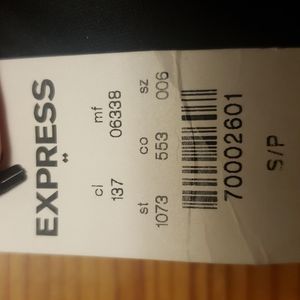 EXPRESS
cl mf
137 06338
st co sz
1073 553 006
70002601
S/P